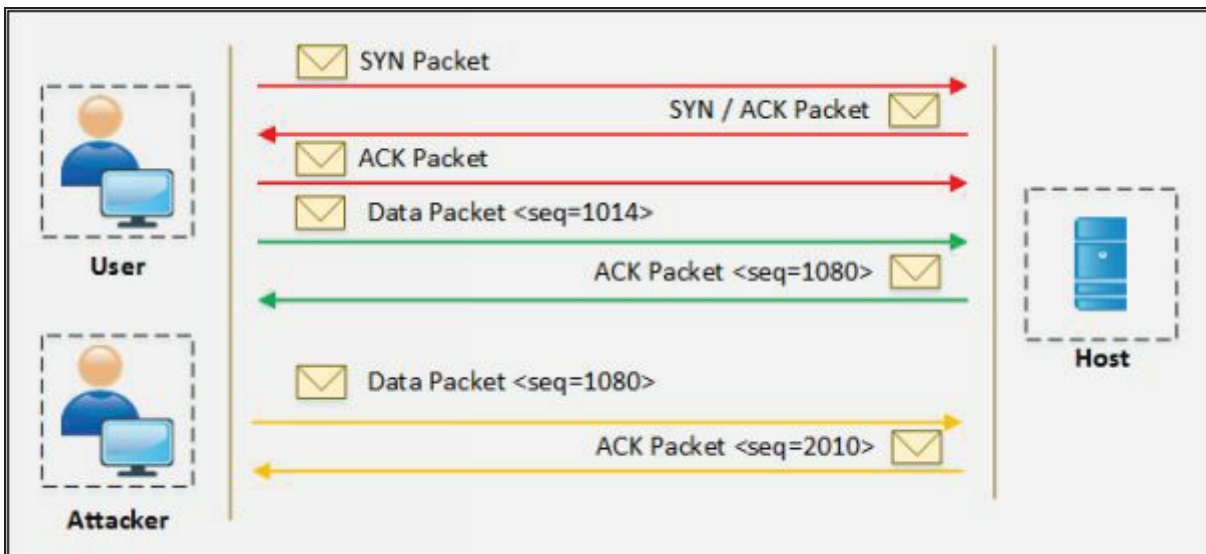 SYN Packet
SYN / ACK Packet
ACK Packet
Data Packet <seq=1014>
User
ACK Packet <seq=1080>
Host
Data Packet <seq=1080>
ACK Packet <seq=2010>
Attacker